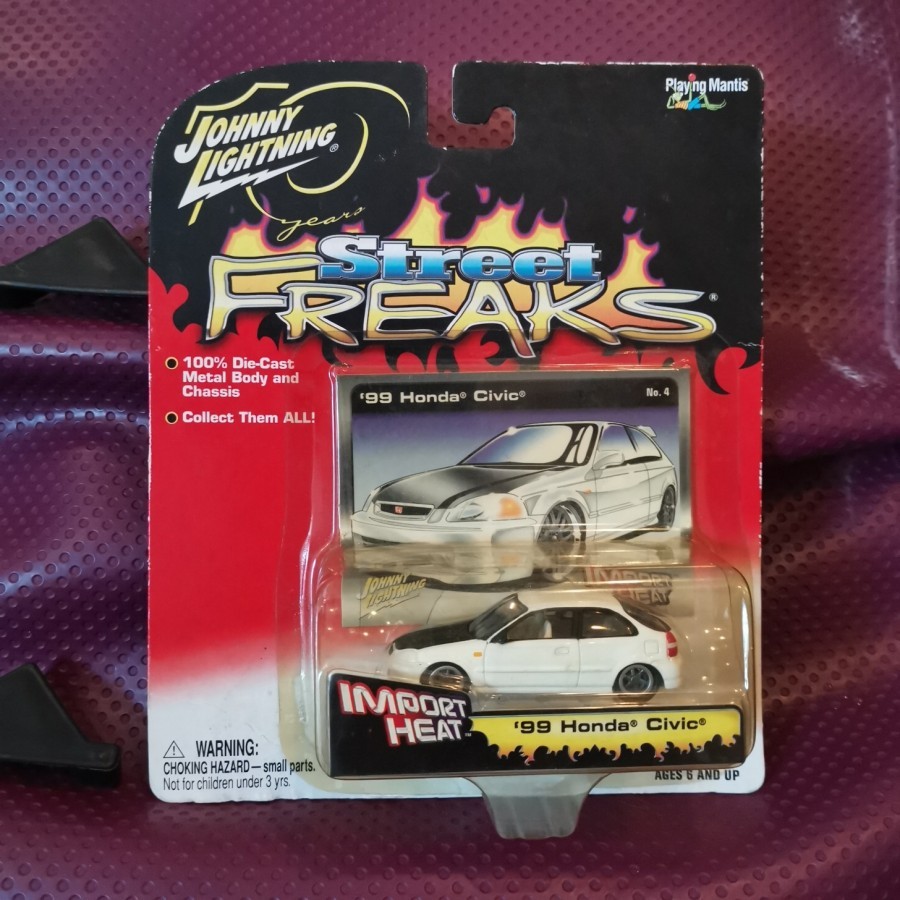 JOHNNY
LIGHTNING®
10
years
Playing Mantis
Street
FREAKS®
100% Die-Cast
Metal Body and
Chassis
Collect Them ALL!
'99 Honda® Civic®
No. 4
JOHNNY
LIGHTNING
IMPORT
HEAT
IMPORT
HEAT™
'99 Honda® Civic®
WARNING:
CHOKING HAZARD — small parts.
Not for children under 3 yrs.
AGES 6 AND UP